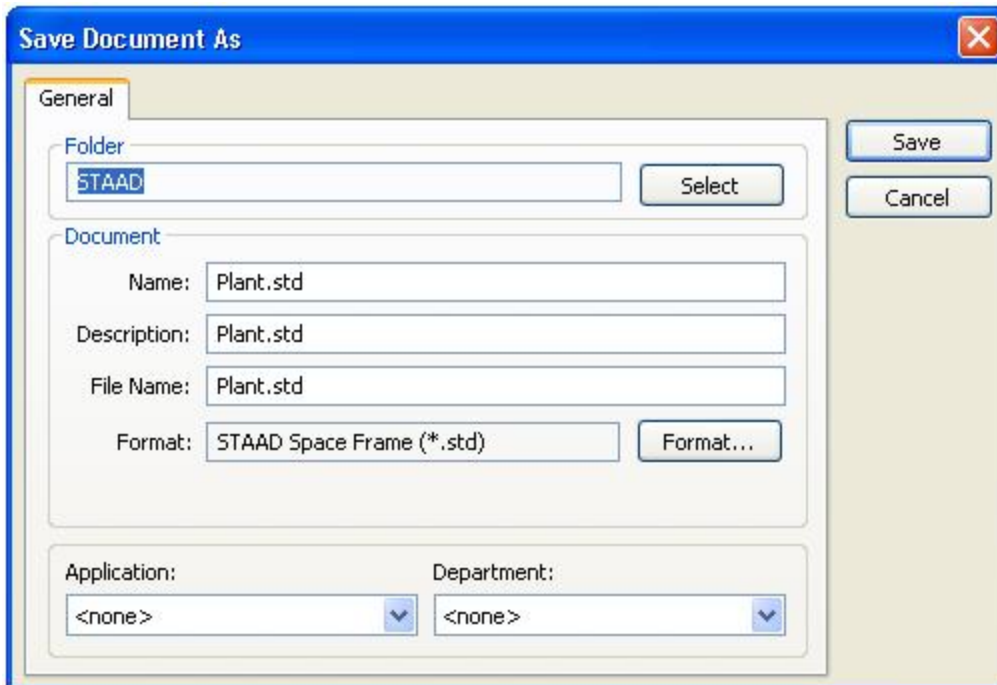 Save Document As
General
Folder
STAAD
Select
Save
Cancel
Document
Name: Plant.std
Description: Plant.std
File Name: Plant.std
Format: STAAD Space Frame (*.std) Format...
Application: Department:
<none> <none>